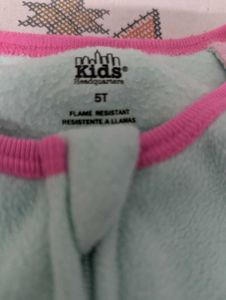 Kids®
Headquarters
5T
FLAME RESISTANT
RESISTENTE A LLAMAS